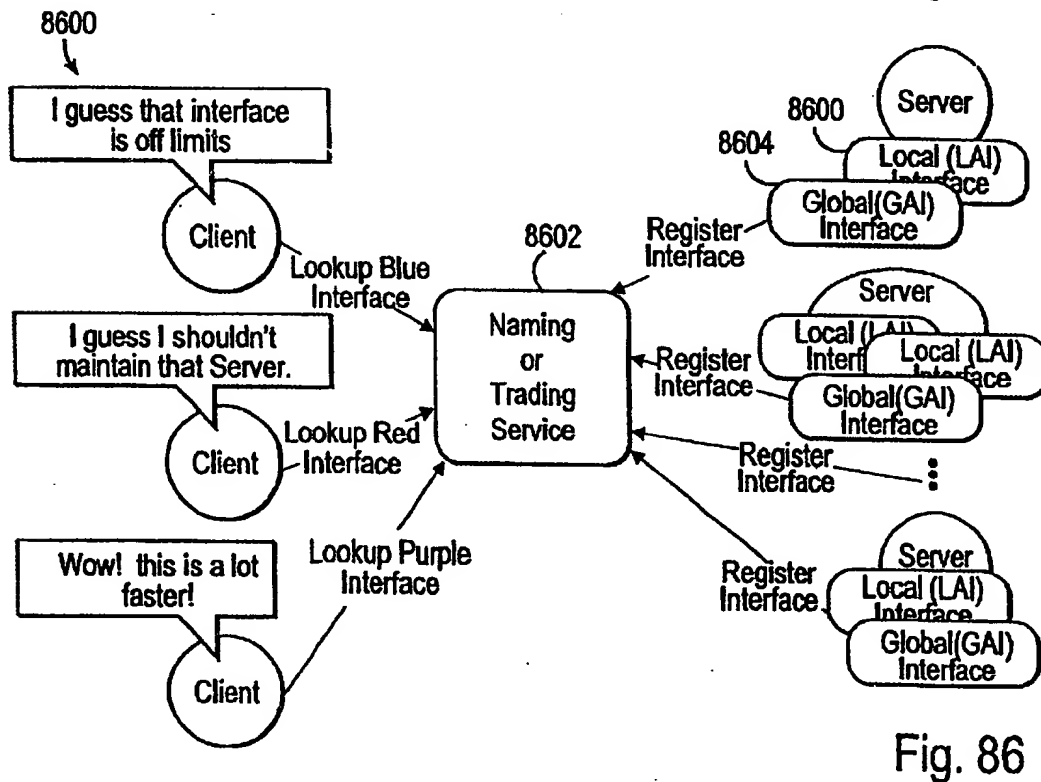 8600
I guess that interface
is off limits
Client
Lookup Blue
Interface
I guess I shouldn't
maintain that Server.
Client
Lookup Red
Interface
Wow! this is a lot
faster!
Client
Lookup Purple
Interface
8602
Naming
or
Trading
Service
Server
8600
Local (LAI)
Interface
8604
Global(GAI)
Interface
Register
Interface
Server
Local (LAI)
Interface
Local (LAI)
Interface
Global(GAI)
Interface
Register
Interface
Register
Interface
Server
Local (LAI)
Interface
Global(GAI)
Interface
Register
Interface
Fig. 86